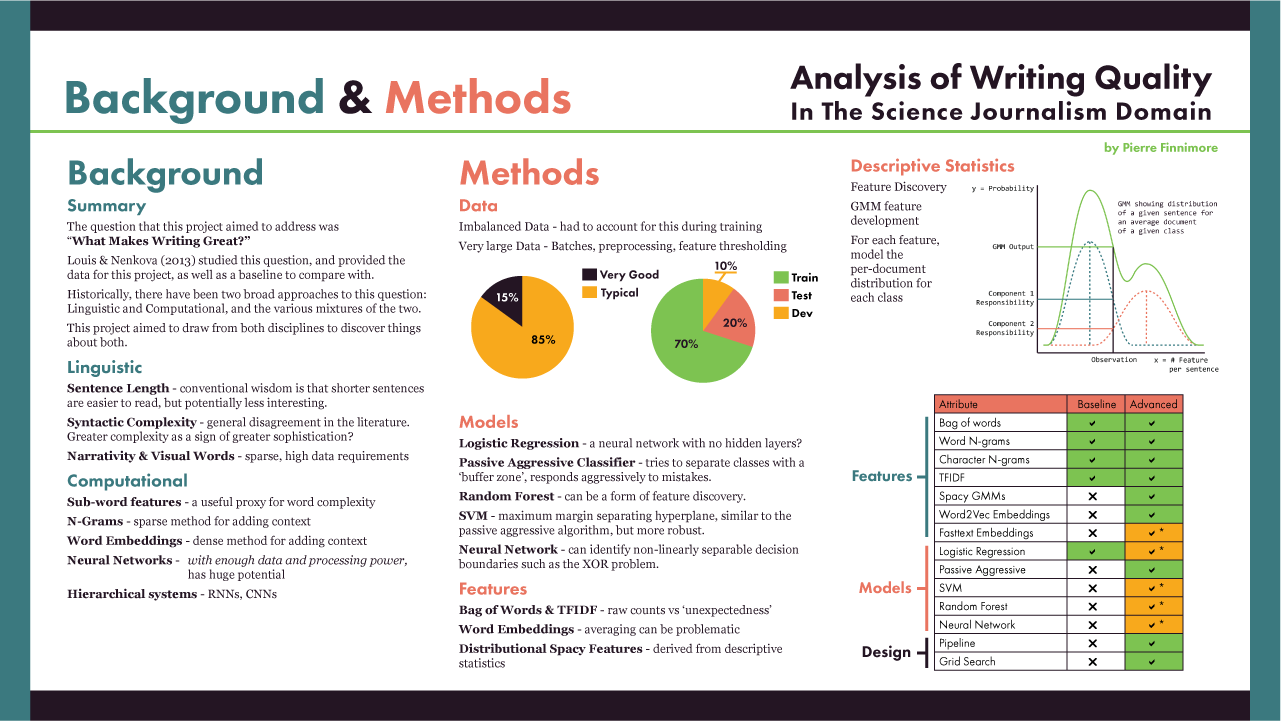 Background & Methods
Analysis of Writing Quality
In The Science Journalism Domain
by Pierre Finnimore
Background
Summary
The question that this project aimed to address was
“What Makes Writing Great?”
Louis & Nenkova (2013) studied this question, and provided the
data for this project, as well as a baseline to compare with.
Historically, there have been two broad approaches to this question:
Linguistic and Computational, and the various mixtures of the two.
This project aimed to draw from both disciplines to discover things
about both.
Linguistic
Sentence Length - conventional wisdom is that shorter sentences
are easier to read, but potentially less interesting.
Syntactic Complexity - general disagreement in the literature.
Greater complexity as a sign of greater sophistication?
Narrativity & Visual Words - sparse, high data requirements
Computational
Sub-word features - a useful proxy for word complexity
N-Grams - sparse method for adding context
Word Embeddings - dense method for adding context
Neural Networks - with enough data and processing power,
has huge potential
Hierarchical systems - RNNs, CNNs
Methods
Data
Imbalanced Data - had to account for this during training
Very large Data - Batches, preprocessing, feature thresholding
15%
85%
Very Good
Typical
10%
20%
70%
Train
Test
Dev
Models
Logistic Regression - a neural network with no hidden layers?
Passive Aggressive Classifier - tries to separate classes with a
‘buffer zone’, responds aggressively to mistakes.
Random Forest - can be a form of feature discovery.
SVM - maximum margin separating hyperplane, similar to the
passive aggressive algorithm, but more robust.
Neural Network - can identify non-linearly separable decision
boundaries such as the XOR problem.
Features
Bag of Words & TFIDF - raw counts vs ‘unexpectedness’
Word Embeddings - averaging can be problematic
Distributional Spacy Features - derived from descriptive
statistics
Descriptive Statistics
Feature Discovery
GMM feature
development
For each feature,
model the
per-document
distribution for
each class
y = Probability
GMM showing distribution
of a given sentence for
an average document
of a given class
GMM Output
Component 1
Responsibility
Component 2
Responsibility
Observation
x = # Feature
per sentence
Features
Models
Design
Attribute Baseline Advanced
Bag of words ✔ ✔
Word N-grams ✔ ✔
Character N-grams ✔ ✔
TFIDF ✔ ✔
Spacy GMMs ✕ ✔
Word2Vec Embeddings ✕ ✔
Fasttext Embeddings ✕ ✔*
Logistic Regression ✔ ✔*
Passive Aggressive ✕ ✔
SVM ✕ ✔*
Random Forest ✕ ✔*
Neural Network ✕ ✔*
Pipeline ✕ ✔
Grid Search ✕ ✔